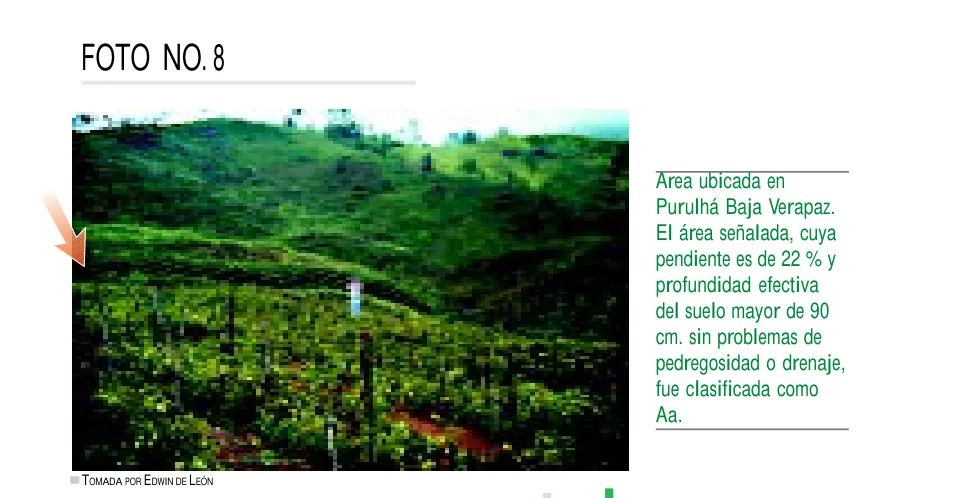 FOTO NO. 8
Area ubicada en
Purulhá Baja Verapaz.
El área señalada, cuya
pendiente es de 22 % y
profundidad efectiva
del suelo mayor de 90
cm. sin problemas de
pedregosidad o drenaje,
fue clasificada como
Aa.
TOMADA POR EDWIN DE LEÓN